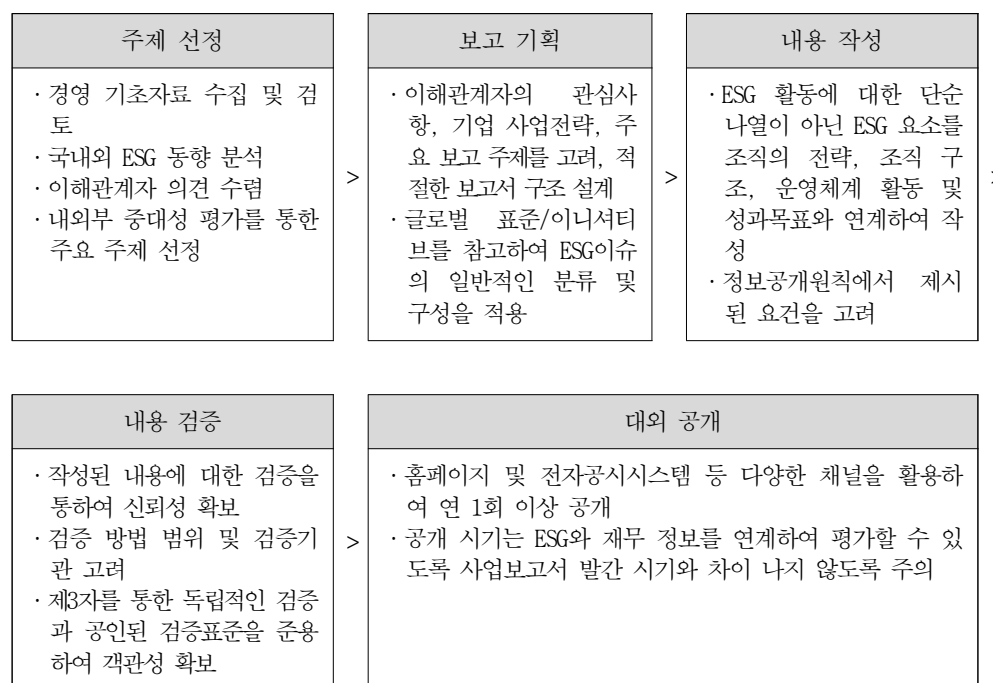 주제 선정
· 경영 기초자료 수집 및 검
토
· 국내외 ESG 동향 분석
· 이해관계자 의견 수렴
· 내외부 중대성 평가를 통한
주요 주제 선정
>
보고 기획
· 이해관계자의 관심사
항, 기업 사업전략, 주
요 보고 주제를 고려, 적
절한 보고서 구조 설계
· 글로벌 표준/이니셔티
브를 참고하여 ESG이슈
의 일반적인 분류 및
구성을 적용
>
내용 작성
· ESG 활동에 대한 단순
나열이 아닌 ESG 요소를
조직의 전략, 조직 구
조, 운영체계 활동 및
성과목표와 연계하여 작
성
· 정보공개원칙에서 제시
된 요건을 고려
>
내용 검증
· 작성된 내용에 대한 검증을
통하여 신뢰성 확보
· 검증 방법 범위 및 검증기
관 고려
· 제3자를 통한 독립적인 검증
과 공인된 검증표준을 준용
하여 객관성 확보
>
대외 공개
· 홈페이지 및 전자공시시스템 등 다양한 채널을 활용하
여 연 1회 이상 공개
· 공개 시기는 ESG와 재무 정보를 연계하여 평가할 수 있
도록 사업보고서 발간 시기와 차이 나지 않도록 주의